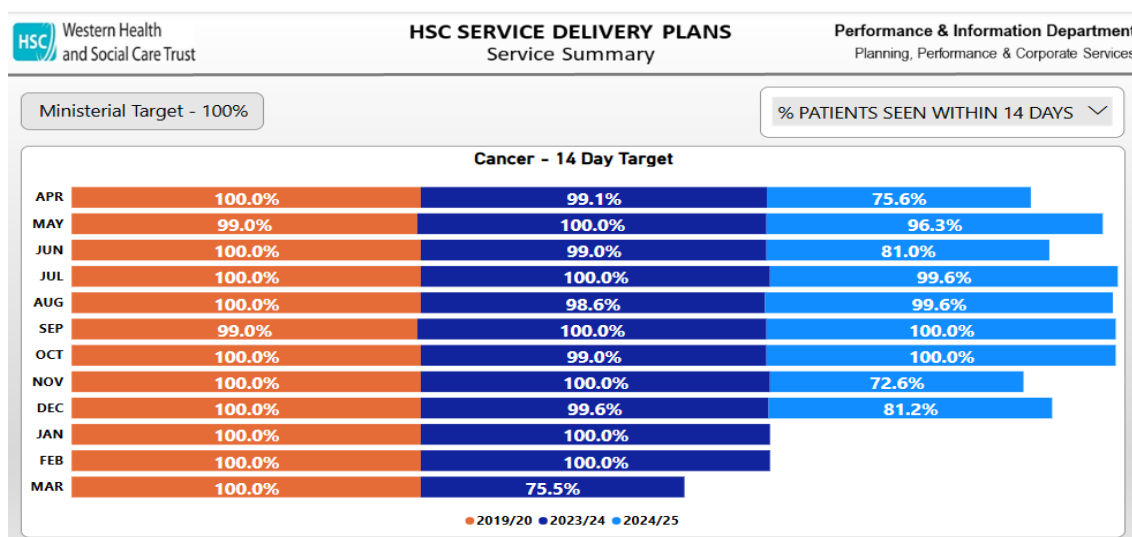 HSC Western Health
and Social Care Trust
HSC SERVICE DELIVERY PLANS
Service Summary
Performance & Information Department
Planning, Performance & Corporate Services
Ministerial Target - 100%
% PATIENTS SEEN WITHIN 14 DAYS
Cancer - 14 Day Target
APR 100.0% 99.1% 75.6%
MAY 99.0% 100.0% 96.3%
JUN 100.0% 99.0% 81.0%
JUL 100.0% 100.0% 99.6%
AUG 100.0% 98.6% 99.6%
SEP 99.0% 100.0% 100.0%
OCT 100.0% 99.0% 100.0%
NOV 100.0% 100.0% 72.6%
DEC 100.0% 99.6% 81.2%
JAN 100.0% 100.0%
FEB 100.0% 100.0%
MAR 100.0% 75.5%
2019/20 2023/24 2024/25